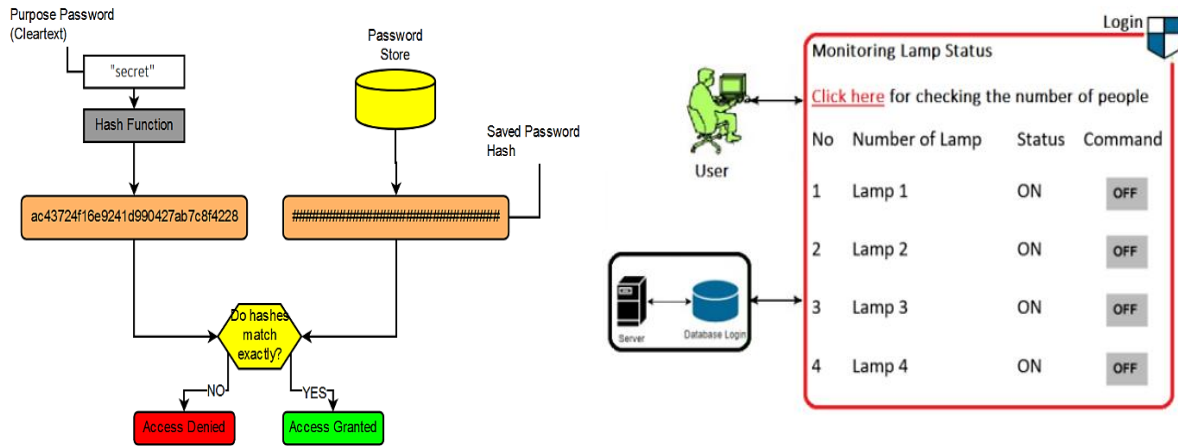 Purpose Password
(Cleartext)
"secret"
Hash Function
ac43724f16e9241d990427ab7c8f4228
Password
Store
Saved Password
Hash
##################################
Do hashes
match
exactly?
NO
YES
Access Denied
Access Granted
Login
Monitoring Lamp Status
Click here for checking the number of people
No Number of Lamp Status Command
1 Lamp 1 ON OFF
2 Lamp 2 ON OFF
3 Lamp 3 ON OFF
4 Lamp 4 ON OFF
User
Server
Database Login